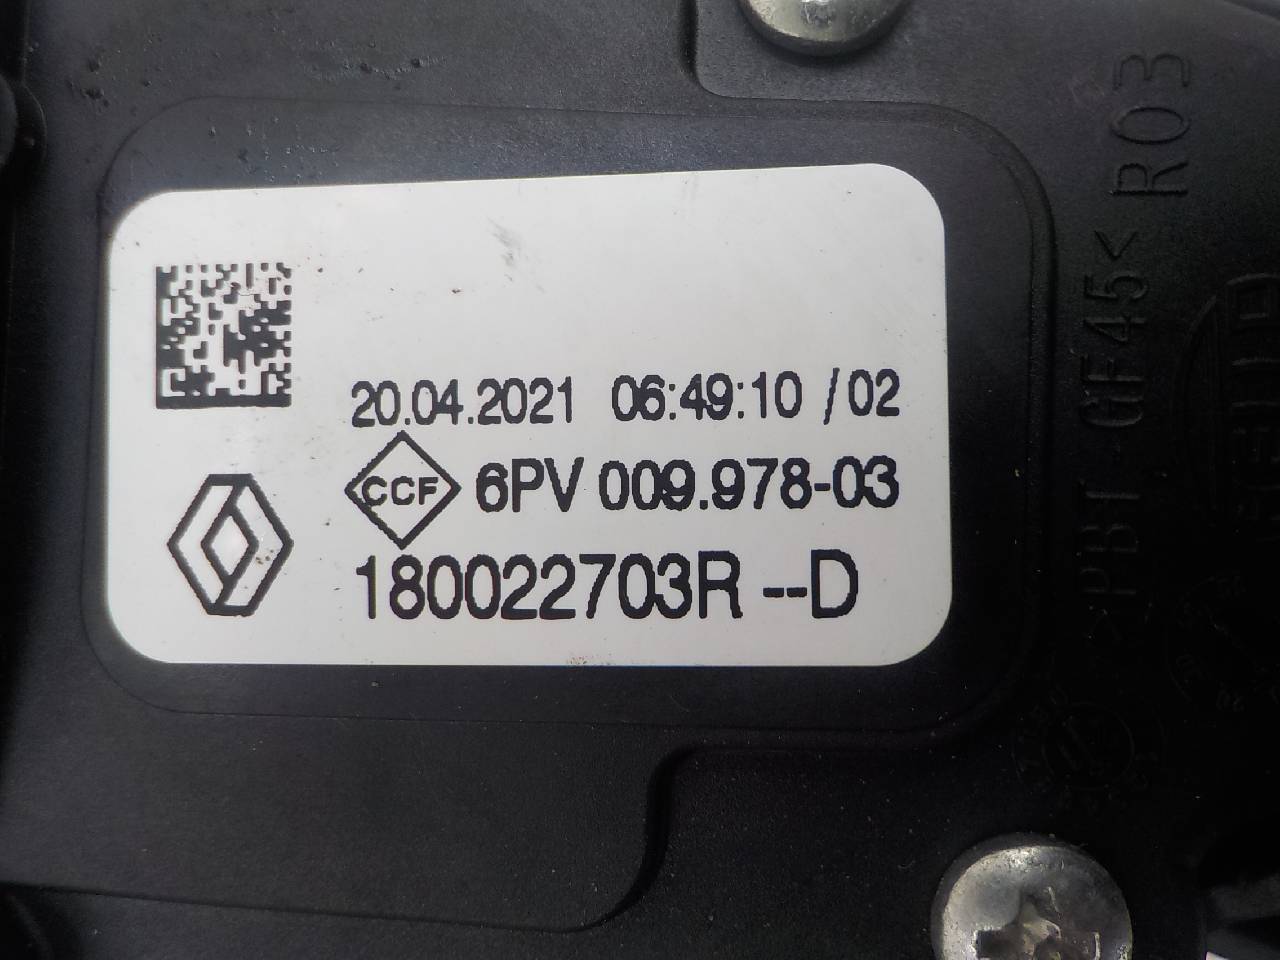 20.04.2021 06:49:10 /02
CCF 6PV 009.978-03
180022703R --D
>PBT GF45< R03